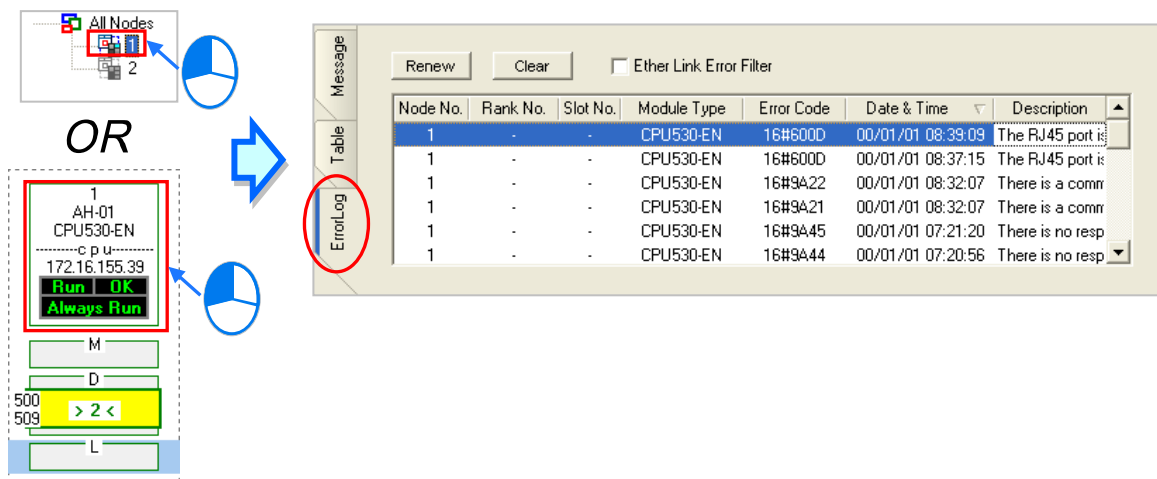 All Nodes
1
2
OR
1
AH-01
CPU530-EN
---------c p u---------
172.16.155.39
Run OK
Always Run
M
D
500
509
> 2 <
L
Message
Table
ErrorLog
Renew Clear Ether Link Error Filter
Node No. Rank No. Slot No. Module Type Error Code Date & Time Description
1 - - CPU530-EN 16#600D 00/01/01 08:39:09 The RJ45 port is
1 - - CPU530-EN 16#600D 00/01/01 08:37:15 The RJ45 port is
1 - - CPU530-EN 16#9A22 00/01/01 08:32:07 There is a comm
1 - - CPU530-EN 16#9A21 00/01/01 08:32:07 There is a comm
1 - - CPU530-EN 16#9A45 00/01/01 07:21:20 There is no resp
1 - - CPU530-EN 16#9A44 00/01/01 07:20:56 There is no resp